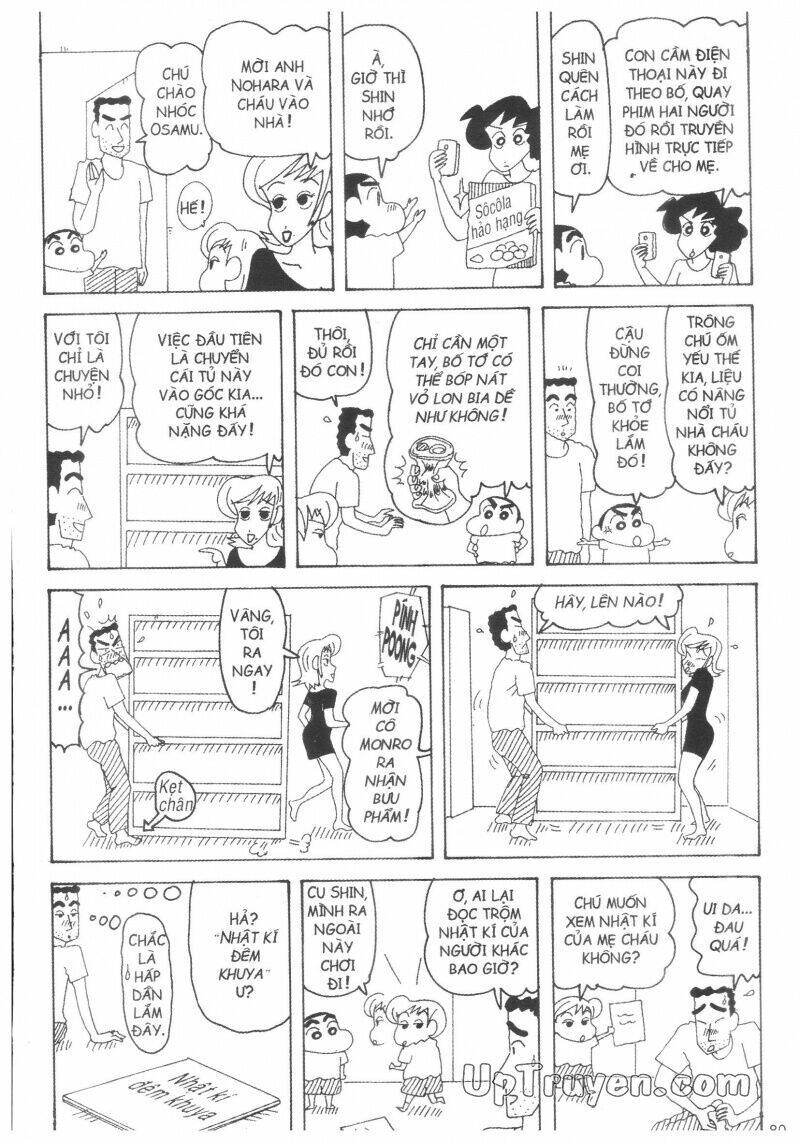 CON CẦM ĐIỆN
THOẠI NÀY ĐI
THEO BỐ, QUAY
PHIM HAI NGƯỜI
ĐÓ RỒI TRUYỀN
HÌNH TRỰC TIẾP
VỀ CHO MẸ.
SHIN
QUÊN
CÁCH
LÀM
RỒI
MẸ
ƠI.
À,
GIỜ THÌ
SHIN
NHỚ
RỒI.
Sôcôla
hảo hạng
MỜI ANH
NOHARA VÀ
CHÁU VÀO
NHÀ!
CHÚ
CHÀO
NHÓC
OSAMU.
HỂ!
TRÔNG
CHÚ ỐM
YẾU THẾ
KIA, LIỆU
CÓ NÂNG
NỔI TỦ
NHÀ CHÁU
KHÔNG
ĐẤY?
CẬU
ĐỪNG
COI
THƯỜNG,
BỐ TỚ
KHỎE
LẮM
ĐÓ!
CHỈ CẦN MỘT
TAY, BỐ TỚ CÓ
THỂ BÓP NÁT
VỎ LON BIA DỀ
NHƯ KHÔNG!
THÔI,
ĐỦ RỒI
ĐÓ CON!
VIỆC ĐẦU TIÊN
LÀ CHUYỂN
CÁI TỦ NÀY
VÀO GÓC KIA...
CŨNG KHÁ
NẶNG ĐẤY!
VỚI TÔI
CHỈ LÀ
CHUYỆN
NHỎ!
HÂY, LÊN NÀO!
PÍNH
POONG
MỜI
CÔ
MONRO
RA
NHẬN
BƯU
PHẨM!
VÂNG,
TÔI
RA
NGAY
!
A
A
A
...
Kẹt
chân
UI DA...
ĐAU
QUÁ!
CHÚ MUỐN
XEM NHẬT KÍ
CỦA MẸ CHÁU
KHÔNG?
Ơ, AI LẠI
ĐỌC TRỘM
NHẬT KÍ CỦA
NGƯỜI KHÁC
BAO GIỜ?
CU SHIN,
MÌNH RA
NGOÀI
NÀY
CHƠI
ĐI!
HẢ?
"NHẬT KÍ
ĐÊM
KHUYA"
Ư?
CHẮC
LÀ
HẤP
DẪN
LẮM
ĐÂY.
Nhật kí
đêm khuya
UpTruyen.com